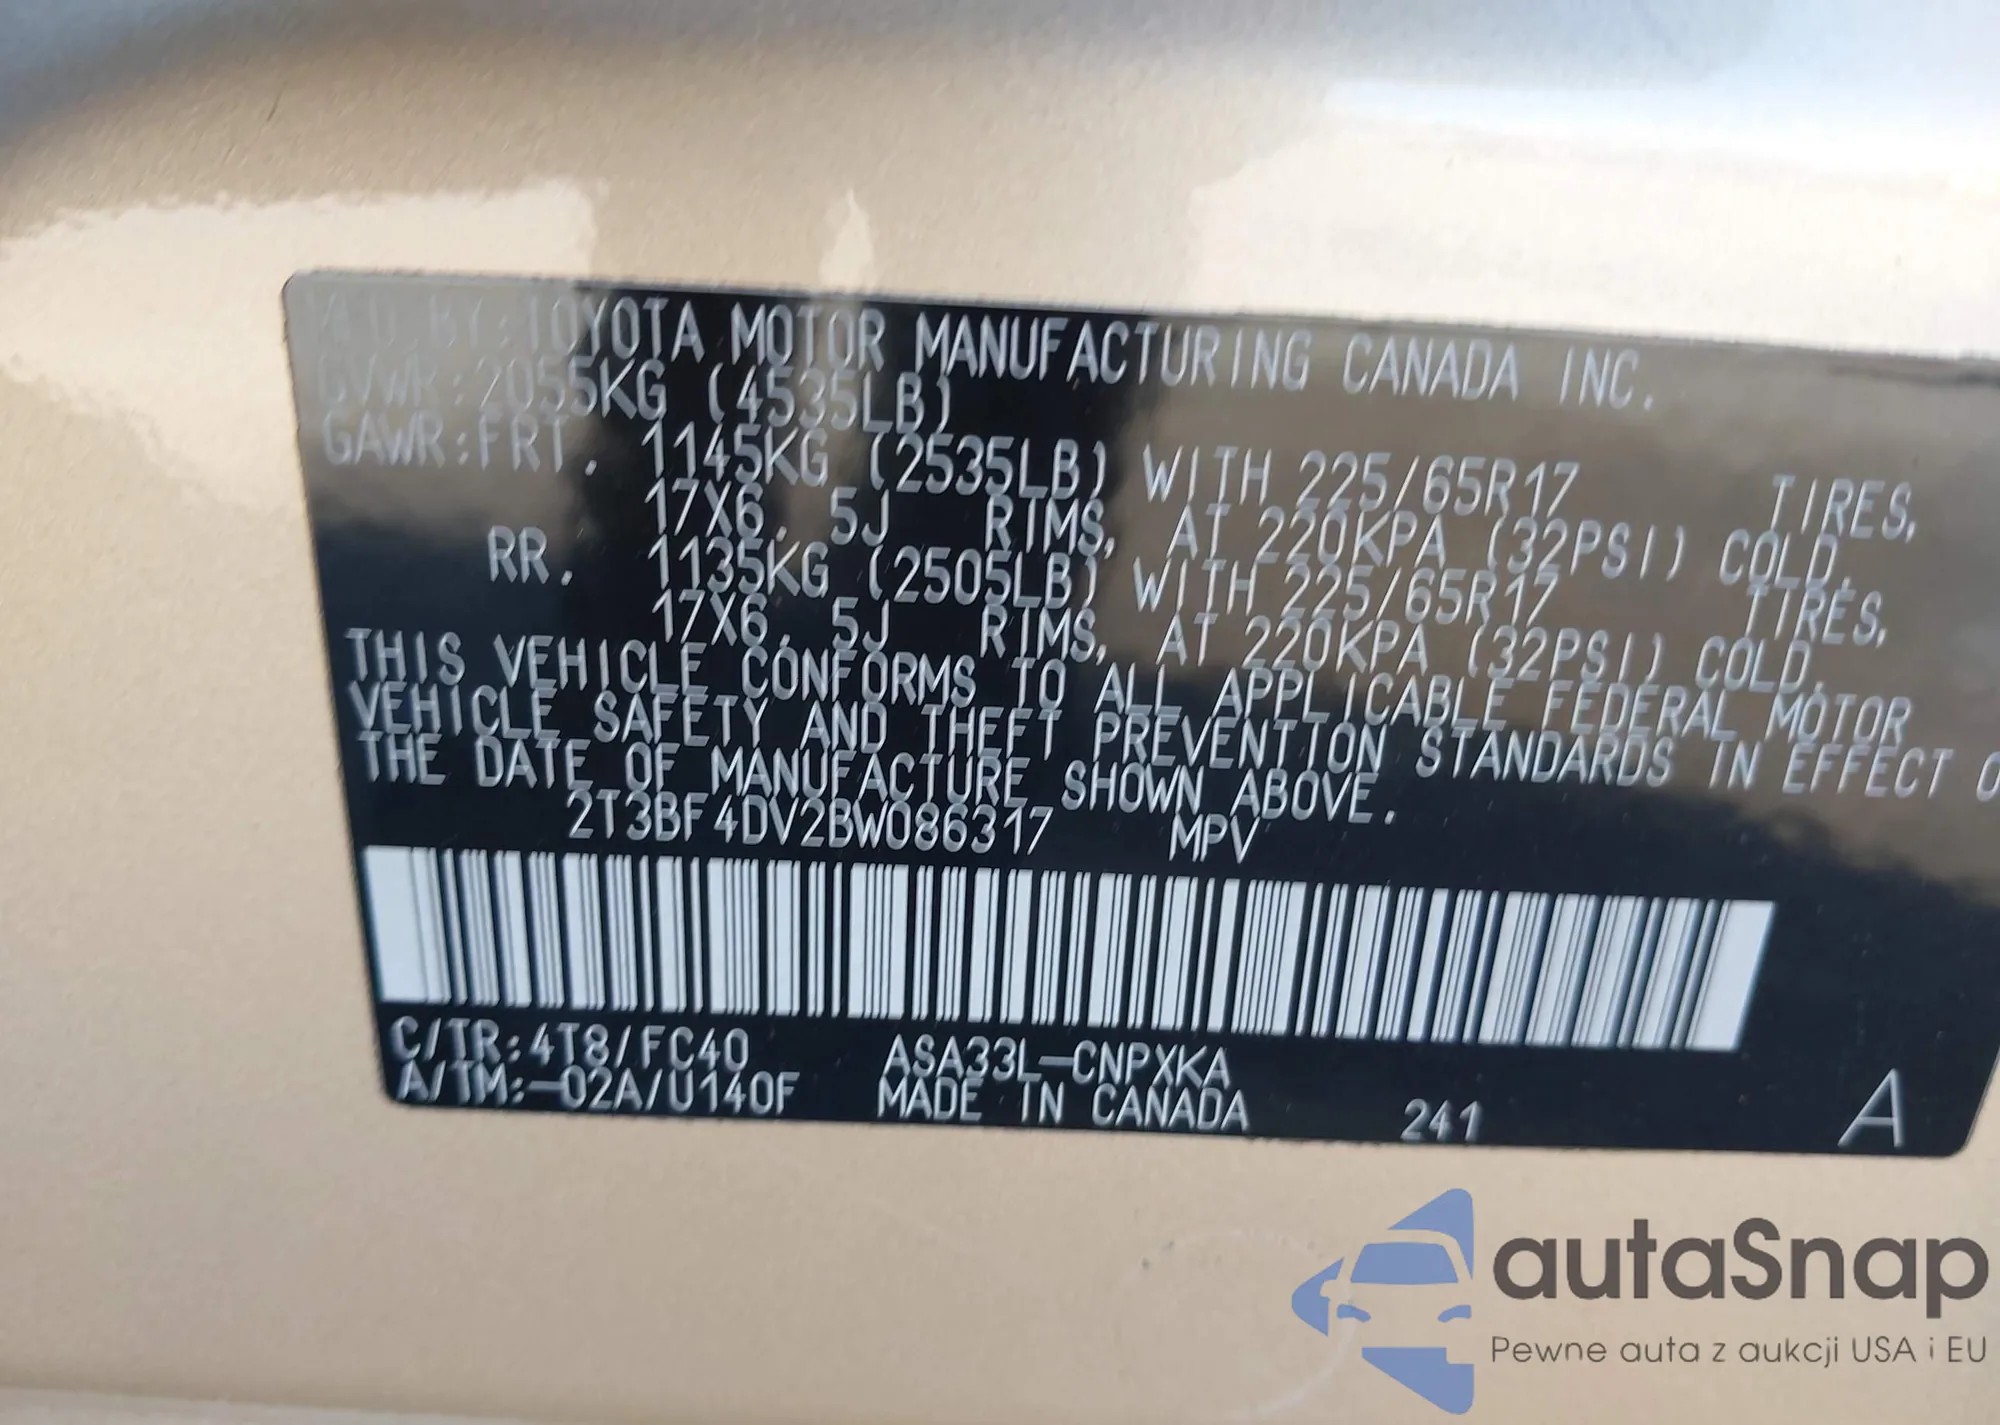 MFD. BY: TOYOTA MOTOR MANUFACTURING CANADA INC.
GVWR: 2055KG (4535LB)
GAWR: FRT. 1145KG (2535LB) WITH 225/65R17 TIRES,
17X6.5J RIMS, AT 220KPA (32PSI) COLD.
RR. 1135KG (2505LB) WITH 225/65R17 TIRES,
17X6.5J RIMS, AT 220KPA (32PSI) COLD.
THIS VEHICLE CONFORMS TO ALL APPLICABLE FEDERAL MOTOR
VEHICLE SAFETY AND THEFT PREVENTION STANDARDS IN EFFECT O
THE DATE OF MANUFACTURE SHOWN ABOVE.
2T3BF4DV2BW086317 MPV
C/TR: 4T8/FC40 ASA33L-CNPXKA
A/TM: -02A/U140F MADE IN CANADA 241 A
autaSnap
Pewne auta z aukcji USA i EU